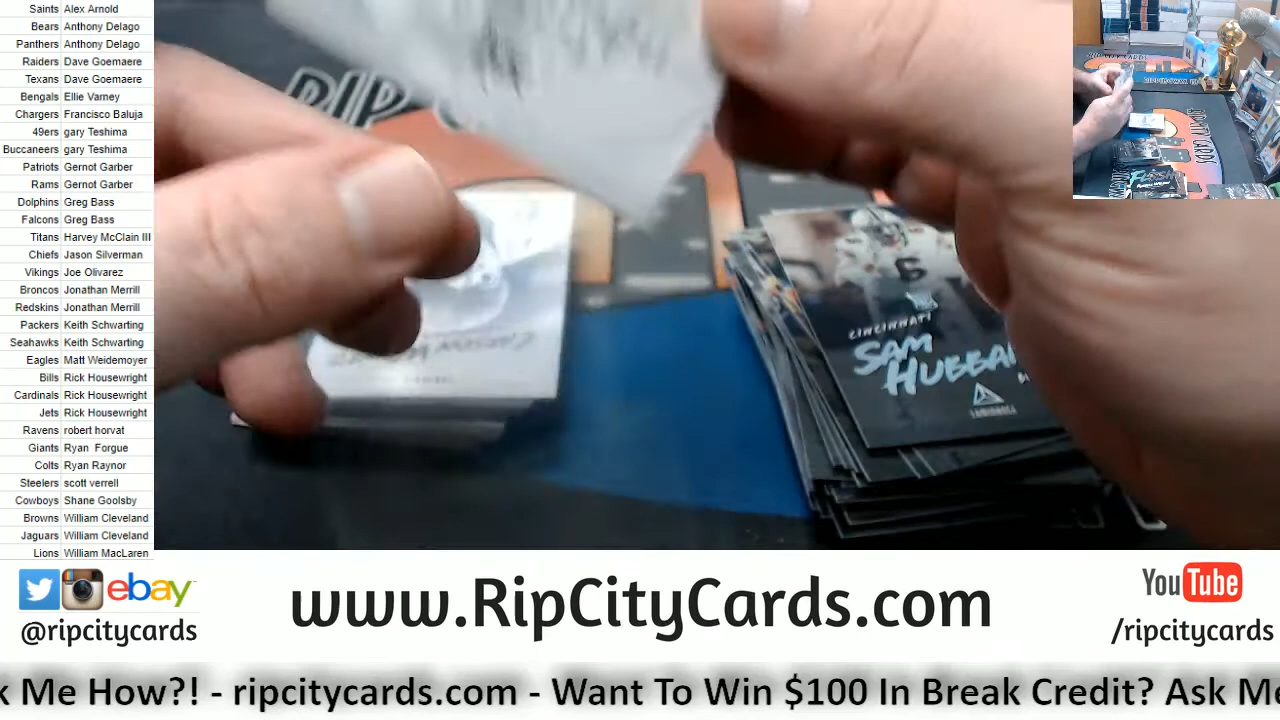 Saints Alex Arnold
Bears Anthony Delago
Panthers Anthony Delago
Raiders Dave Goemaere
Texans Dave Goemaere
Bengals Ellie Varney
Chargers Francisco Baluja
49ers gary Teshima
Buccaneers gary Teshima
Patriots Gernot Garber
Rams Gernot Garber
Dolphins Greg Bass
Falcons Greg Bass
Titans Harvey McClain III
Chiefs Jason Silverman
Vikings Joe Olivarez
Broncos Jonathan Merrill
Redskins Jonathan Merrill
Packers Keith Schwarting
Seahawks Keith Schwarting
Eagles Matt Weidemoyer
Bills Rick Housewright
Cardinals Rick Housewright
Jets Rick Housewright
Ravens robert horvat
Giants Ryan Forgue
Colts Ryan Raynor
Steelers scott verrell
Cowboys Shane Goolsby
Browns William Cleveland
Jaguars William Cleveland
Lions William MacLaren
RIP
CINCINNATI
SAM
HUBBA
LUMINANCE
ebay
@ripcitycards
www.RipCityCards.com
YouTube
/ripcitycards
k Me How?! - ripcitycards.com - Want To Win $100 In Break Credit? Ask Me